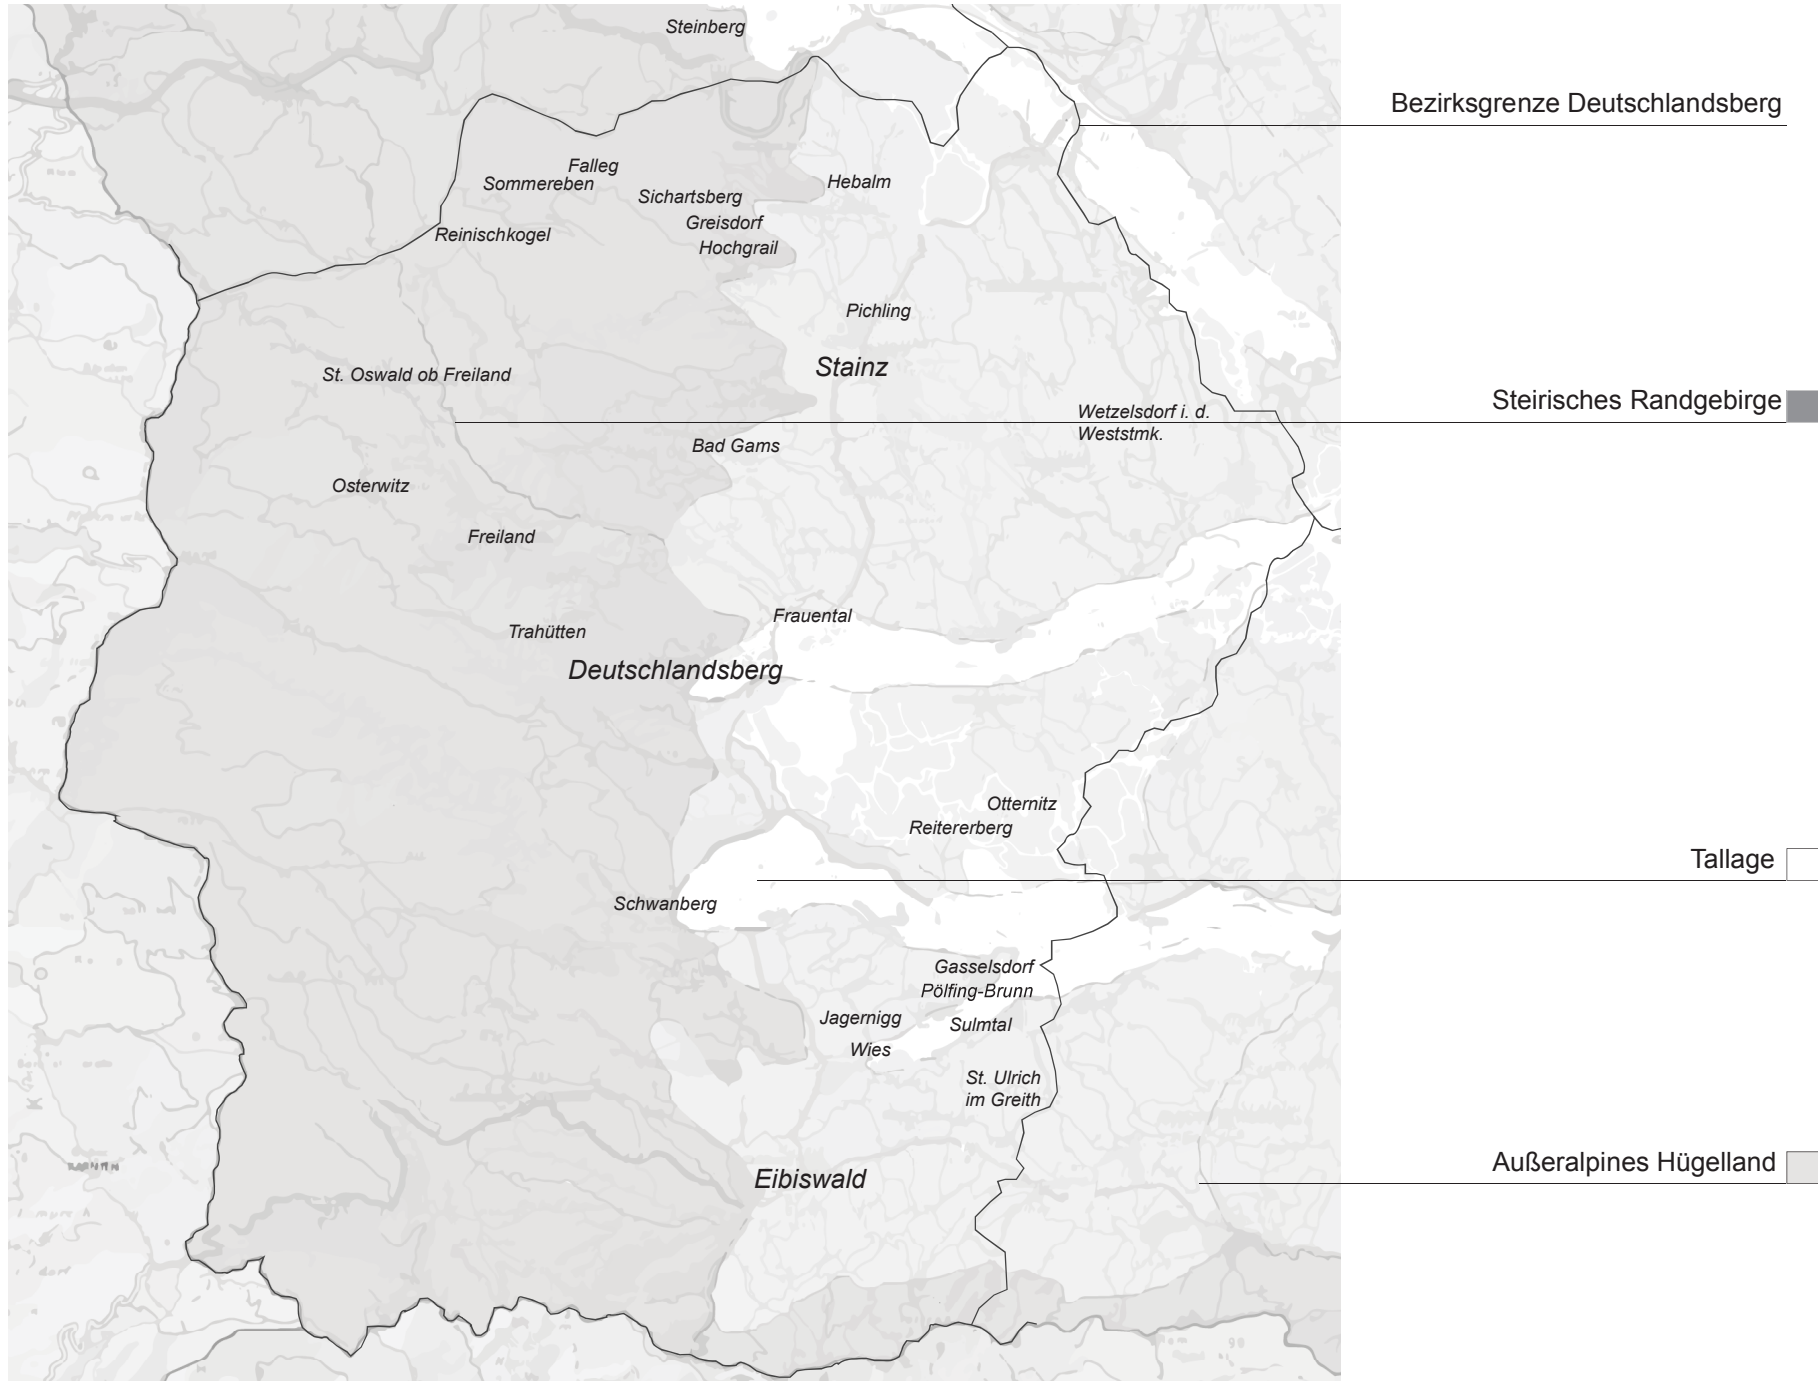 Steinberg
Bezirksgrenze Deutschlandsberg
Falleg
Sommereben
Hebalm
Sichartsberg
Greisdorf
Reinischkogel
Hochgrail
Pichling
Stainz
St. Oswald ob Freiland
Steirisches Randgebirge
Wetzelsdorf i. d.
Weststmk.
Bad Gams
Osterwitz
Freiland
Frauental
Trahütten
Deutschlandsberg
Otternitz
Reitererberg
Tallage
Schwanberg
Gasselsdorf
Pölfing-Brunn
Jagernigg
Sulmtal
Wies
St. Ulrich
im Greith
Außeralpines Hügelland
Eibiswald